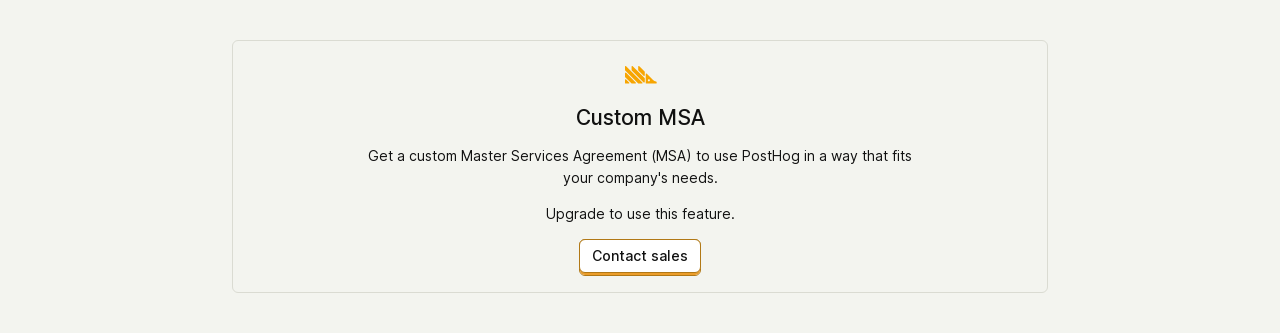 Custom MSA
Get a custom Master Services Agreement (MSA) to use PostHog in a way that fits
your company's needs.
Upgrade to use this feature.
Contact sales